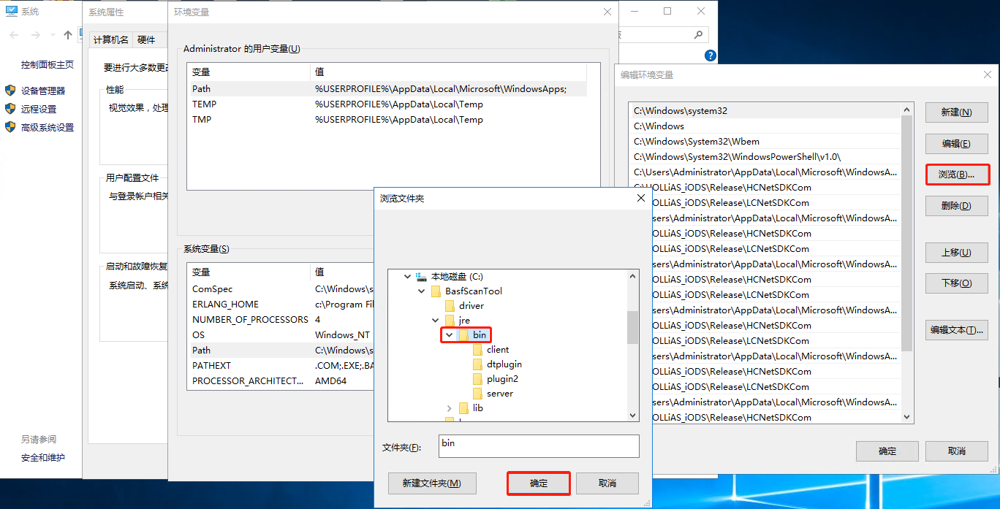 系统
控制面板主页
设备管理器
远程设置
高级系统设置
另请参阅
安全和维护
系统属性
计算机名
硬件
要进行大多数更改
性能
视觉效果，处理
用户配置文件
与登录帐户相关
启动和故障恢复
系统启动、系统
环境变量
Administrator 的用户变量(U)
变量 值
Path %USERPROFILE%\AppData\Local\Microsoft\WindowsApps;
TEMP %USERPROFILE%\AppData\Local\Temp
TMP %USERPROFILE%\AppData\Local\Temp
系统变量(S)
变量 值
ComSpec C:\Windows\s
ERLANG_HOME c:\Program Fil
NUMBER_OF_PROCESSORS 4
OS Windows_NT
Path C:\Windows\s
PATHEXT .COM;.EXE;.BA
PROCESSOR_ARCHITECT... AMD64
浏览文件夹
本地磁盘 (C:)
BasfScanTool
driver
jre
bin
client
dtplugin
plugin2
server
lib
文件夹(F):
bin
新建文件夹(M)
确定
取消
?
编辑环境变量
C:\Windows\system32
C:\Windows
C:\Windows\System32\Wbem
C:\Windows\System32\WindowsPowerShell\v1.0\
C:\Users\Administrator\AppData\Local\Microsoft\WindowsA...
OLLiAS_iODS\Release\HCNetSDKCom
OLLiAS_iODS\Release\LCNetSDKCom
sers\Administrator\AppData\Local\Microsoft\WindowsA...
OLLiAS_iODS\Release\HCNetSDKCom
OLLiAS_iODS\Release\LCNetSDKCom
sers\Administrator\AppData\Local\Microsoft\WindowsA...
OLLiAS_iODS\Release\HCNetSDKCom
OLLiAS_iODS\Release\LCNetSDKCom
sers\Administrator\AppData\Local\Microsoft\WindowsA...
OLLiAS_iODS\Release\HCNetSDKCom
OLLiAS_iODS\Release\LCNetSDKCom
sers\Administrator\AppData\Local\Microsoft\WindowsA...
OLLiAS_iODS\Release\HCNetSDKCom
OLLiAS_iODS\Release\LCNetSDKCom
sers\Administrator\AppData\Local\Microsoft\WindowsA...
OLLiAS_iODS\Release\HCNetSDKCom
新建(N)
编辑(E)
浏览(B)...
删除(D)
上移(U)
下移(O)
编辑文本(T)...
确定
取消